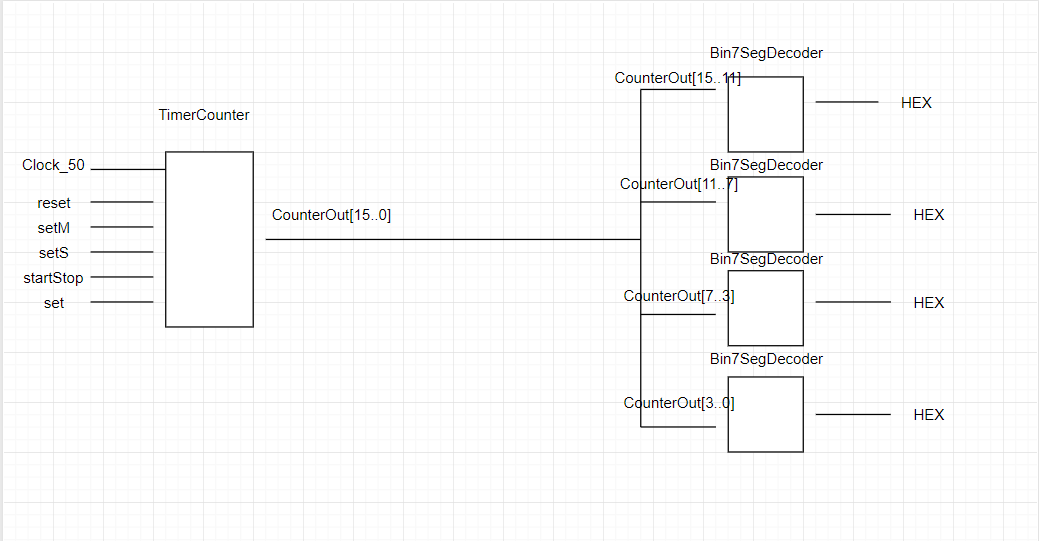 Bin7SegDecoder
CounterOut[15..11]
HEX
TimerCounter
Clock_50
Bin7SegDecoder
CounterOut[11..7]
reset
CounterOut[15..0]
HEX
setM
setS
Bin7SegDecoder
startStop
CounterOut[7..3]
set
HEX
Bin7SegDecoder
CounterOut[3..0]
HEX